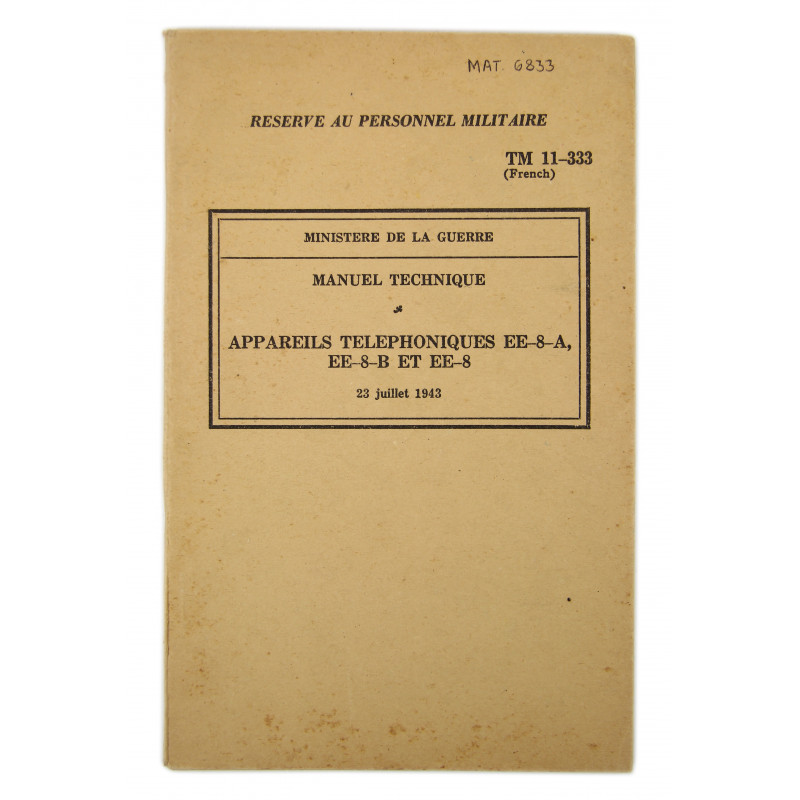 MAT. 6833
RESERVE AU PERSONNEL MILITAIRE
TM 11–333
(French)
MINISTERE DE LA GUERRE
MANUEL TECHNIQUE
APPAREILS TELEPHONIQUES EE–8–A,
EE–8–B ET EE–8
23 juillet 1943